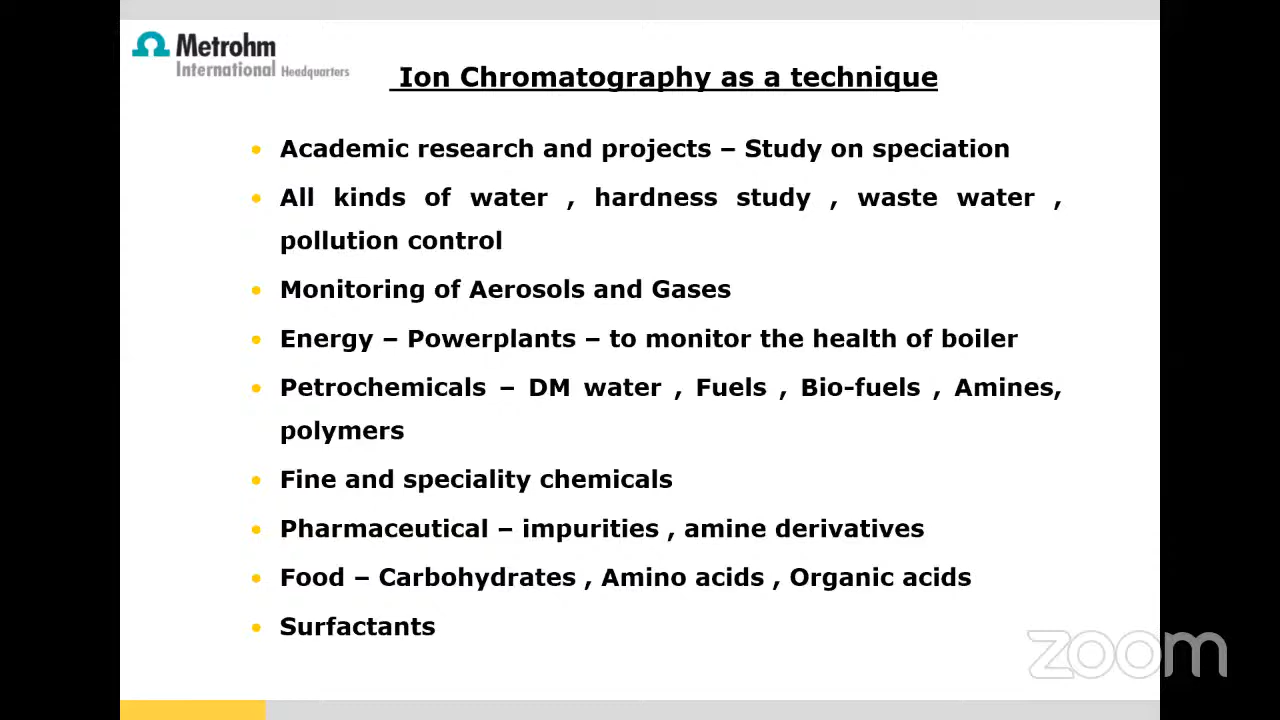 Metrohm
International Headquarters
Ion Chromatography as a technique
• Academic research and projects – Study on speciation
• All kinds of water , hardness study , waste water ,
pollution control
• Monitoring of Aerosols and Gases
• Energy – Powerplants – to monitor the health of boiler
• Petrochemicals – DM water , Fuels , Bio-fuels , Amines,
polymers
• Fine and speciality chemicals
• Pharmaceutical – impurities , amine derivatives
• Food – Carbohydrates , Amino acids , Organic acids
• Surfactants
zoom